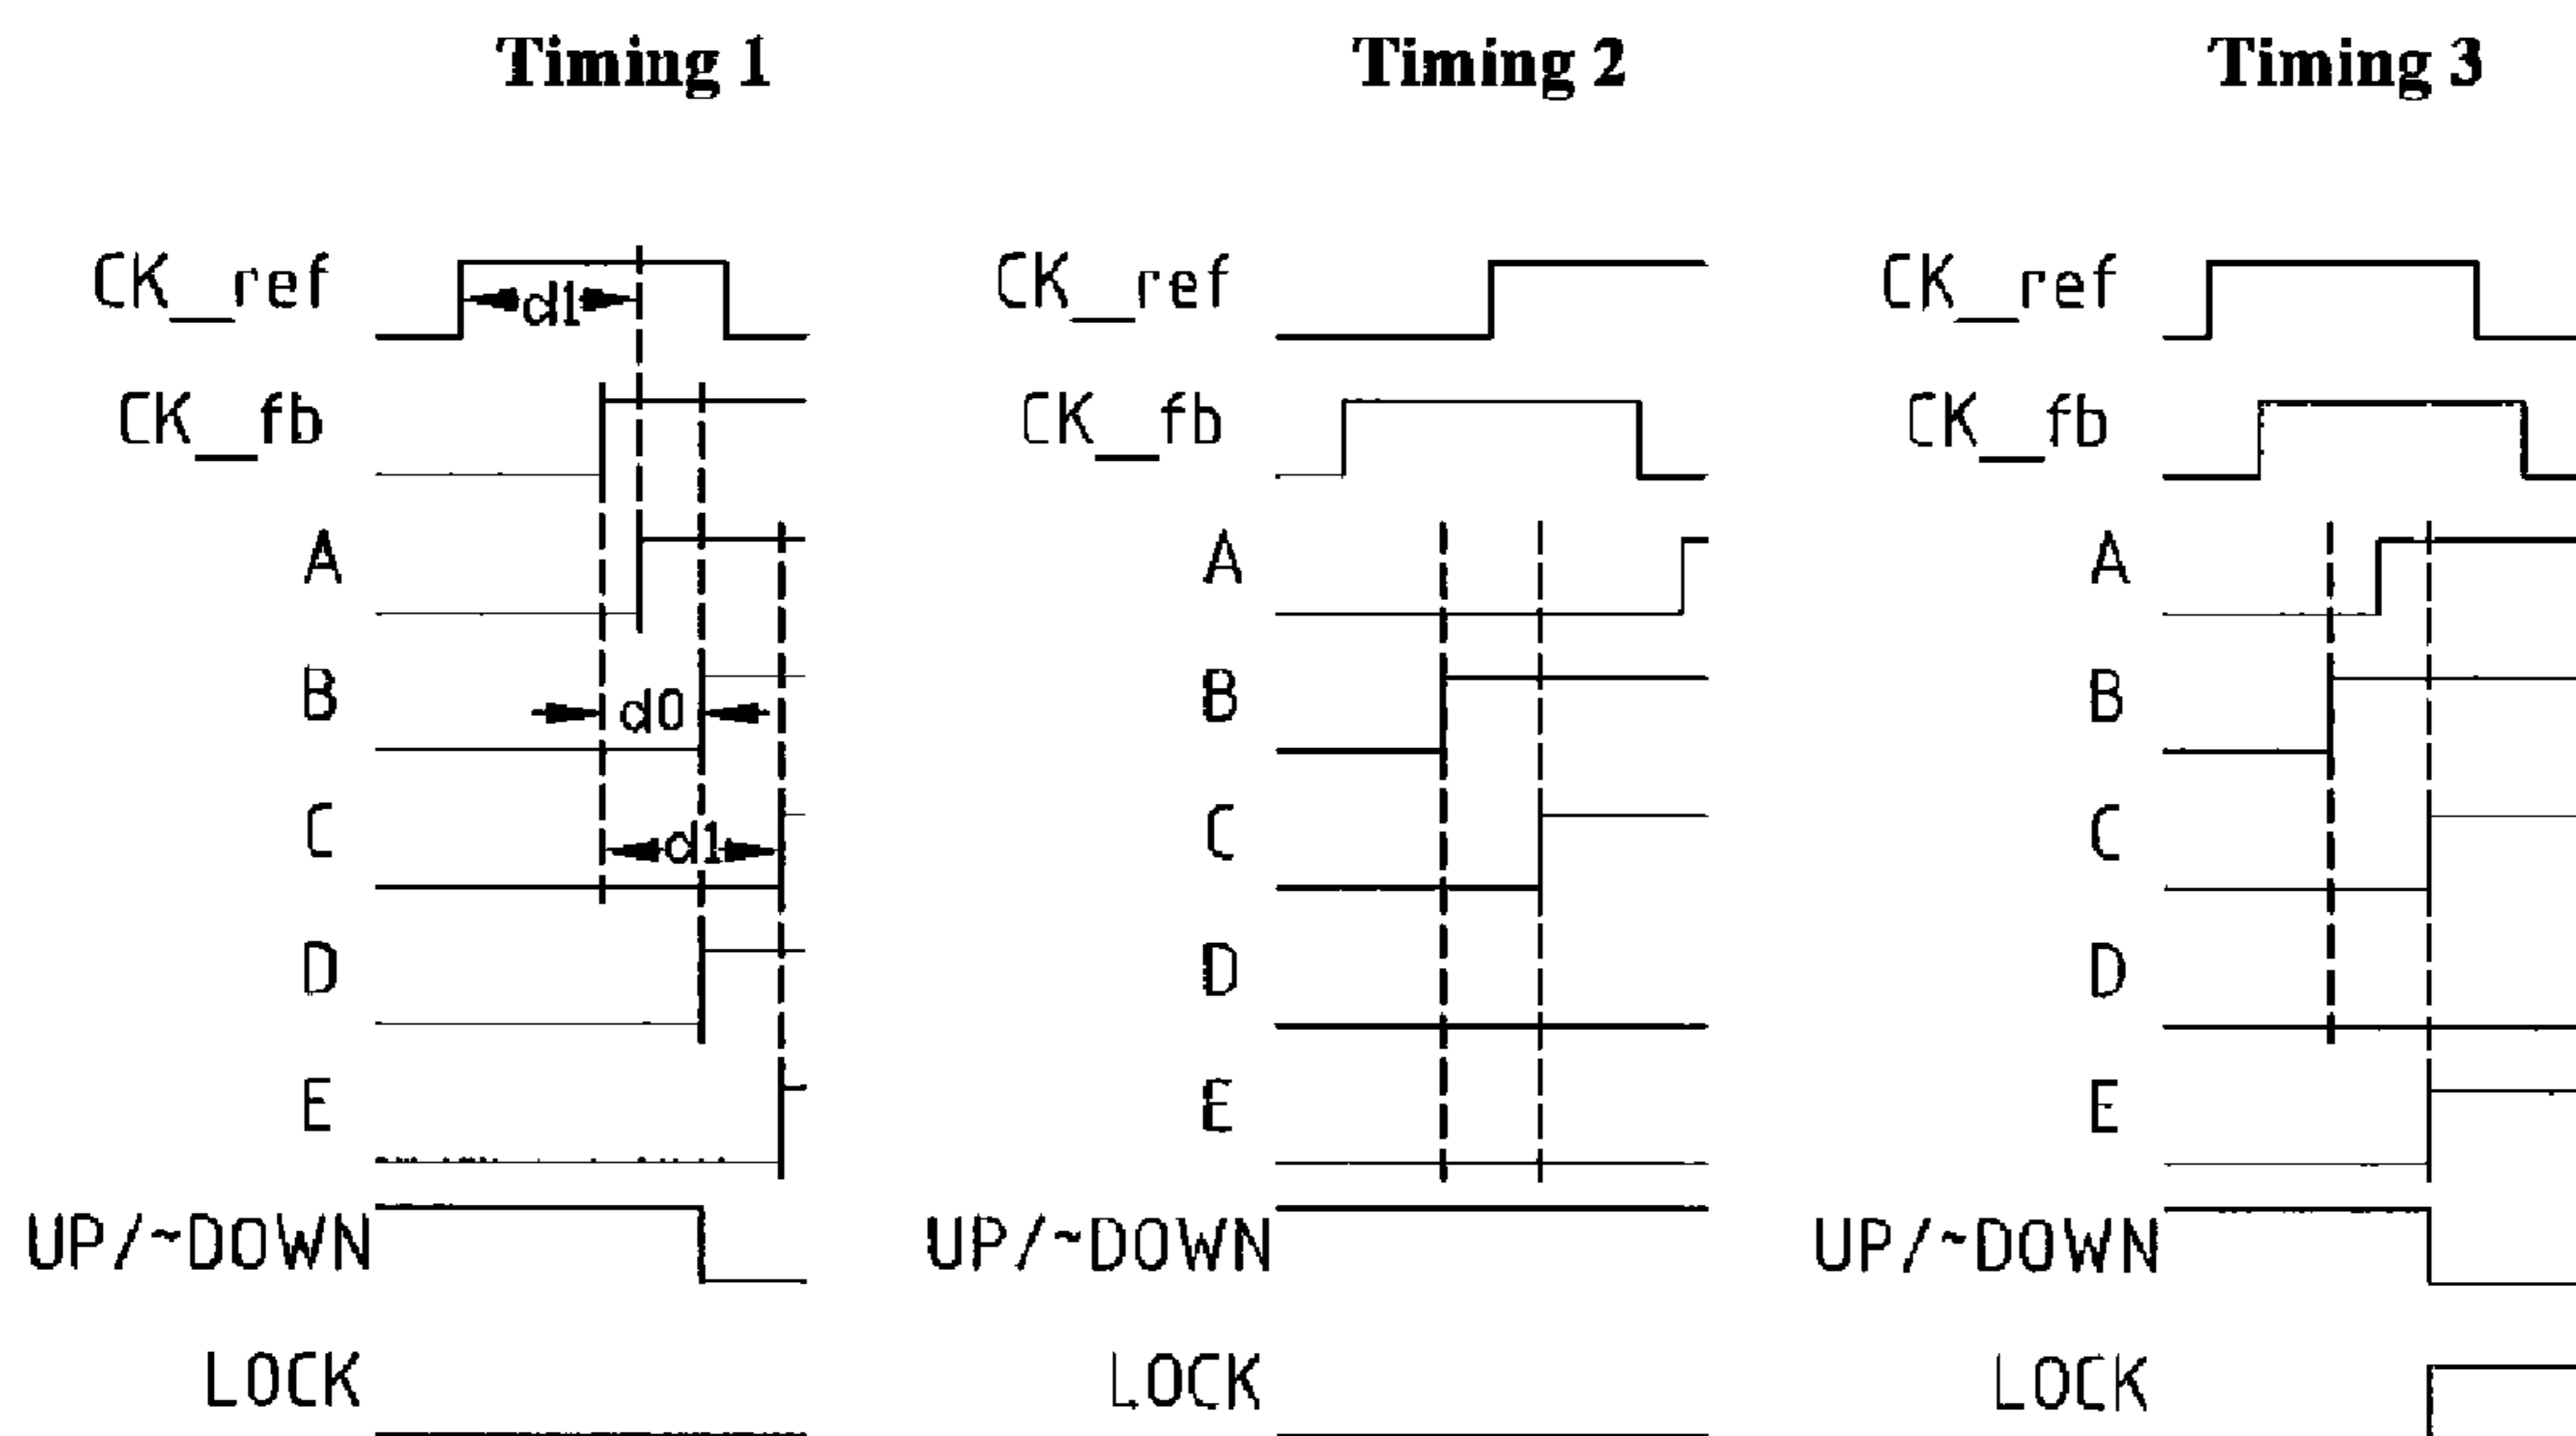 Timing 1 Timing 2 Timing 3
CK_ref d1 CK_ref CK_ref
CK_fb CK_fb CK_fb
A A A
B d0 B B
C d1 C C
D D D
E E E
UP/~DOWN UP/~DOWN UP/~DOWN
LOCK LOCK LOCK